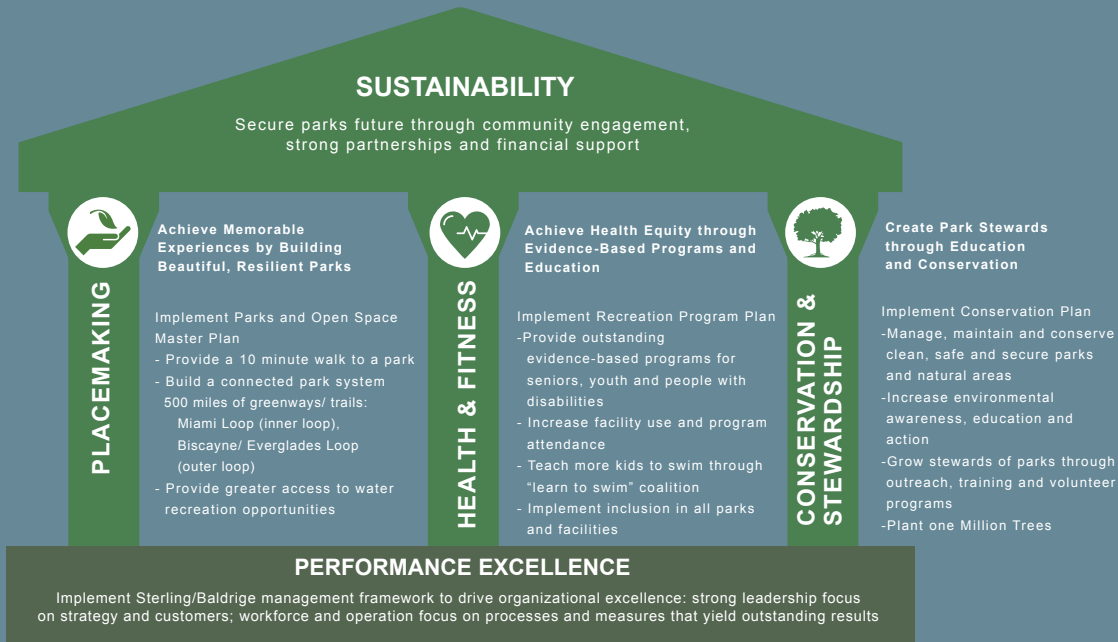 SUSTAINABILITY
Secure parks future through community engagement,
strong partnerships and financial support
PLACEMAKING
Achieve Memorable
Experiences by Building
Beautiful, Resilient Parks
Implement Parks and Open Space
Master Plan
- Provide a 10 minute walk to a park
- Build a connected park system
500 miles of greenways/ trails:
Miami Loop (inner loop),
Biscayne/ Everglades Loop
(outer loop)
- Provide greater access to water
recreation opportunities
HEALTH & FITNESS
Achieve Health Equity through
Evidence-Based Programs and
Education
Implement Recreation Program Plan
-Provide outstanding
evidence-based programs for
seniors, youth and people with
disabilities
- Increase facility use and program
attendance
- Teach more kids to swim through
“learn to swim” coalition
- Implement inclusion in all parks
and facilities
CONSERVATION &
STEWARDSHIP
Create Park Stewards
through Education
and Conservation
Implement Conservation Plan
-Manage, maintain and conserve
clean, safe and secure parks
and natural areas
-Increase environmental
awareness, education and
action
-Grow stewards of parks through
outreach, training and volunteer
programs
-Plant one Million Trees
PERFORMANCE EXCELLENCE
Implement Sterling/Baldrige management framework to drive organizational excellence: strong leadership focus
on strategy and customers; workforce and operation focus on processes and measures that yield outstanding results